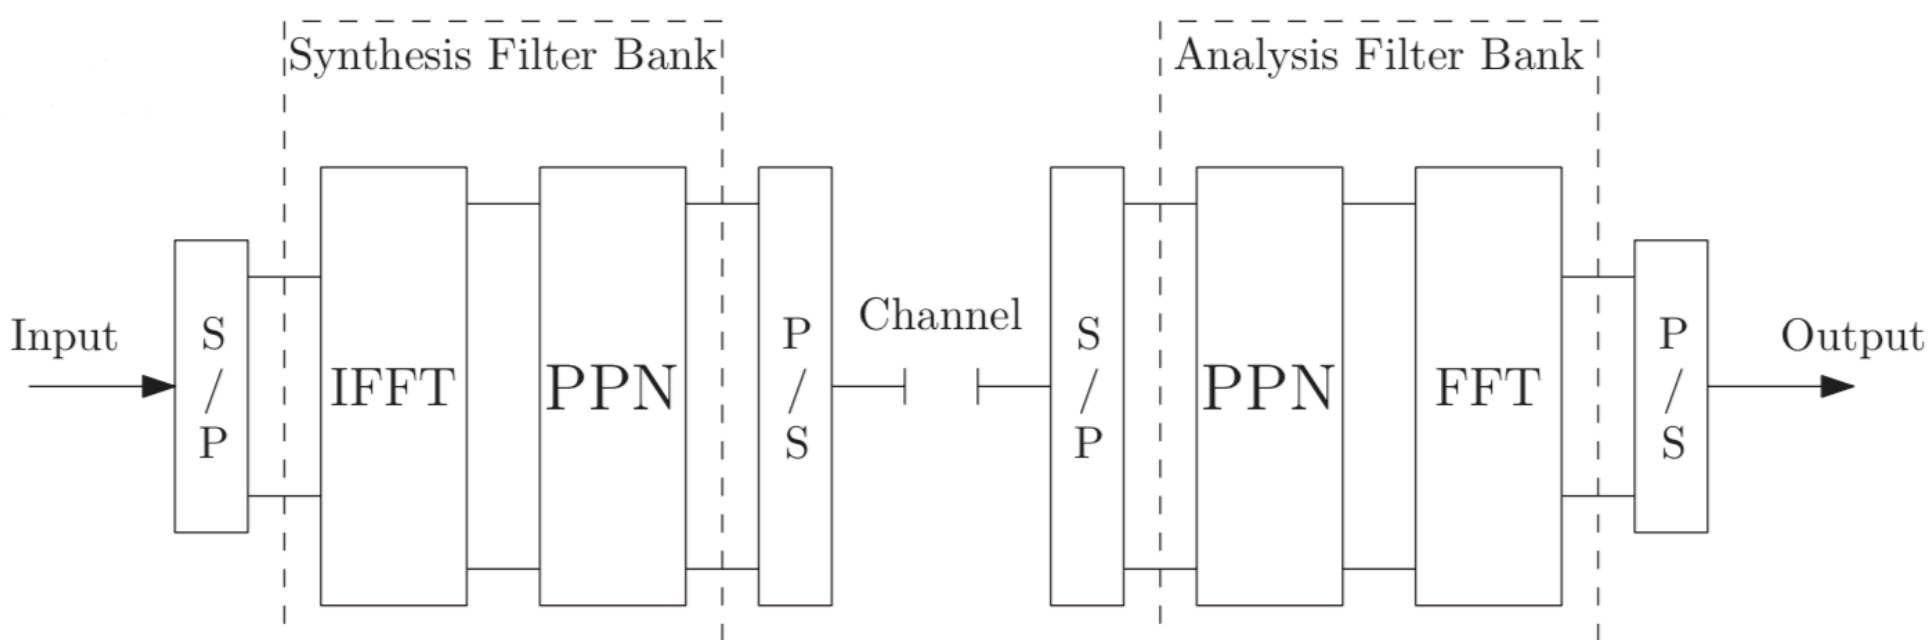 Synthesis Filter Bank
Analysis Filter Bank
Input
S
/
P
IFFT
PPN
P
/
S
Channel
S
/
P
PPN
FFT
P
/
S
Output